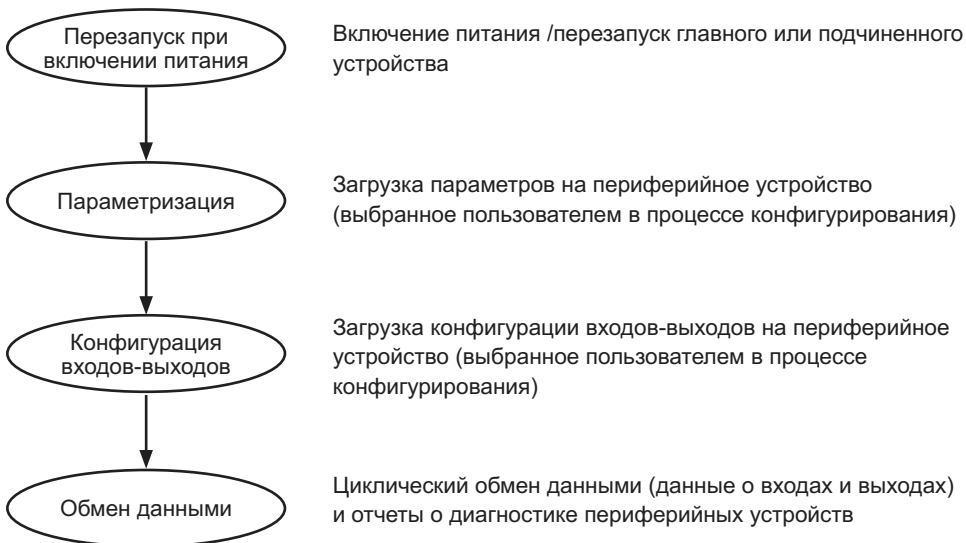 Перезапуск при
включении питания
Включение питания /перезапуск главного или подчиненного
устройства
Параметризация
Загрузка параметров на периферийное устройство
(выбранное пользователем в процессе конфигурирования)
Конфигурация
входов-выходов
Загрузка конфигурации входов-выходов на периферийное
устройство (выбранное пользователем в процессе
конфигурирования)
Обмен данными
Циклический обмен данными (данные о входах и выходах)
и отчеты о диагностике периферийных устройств